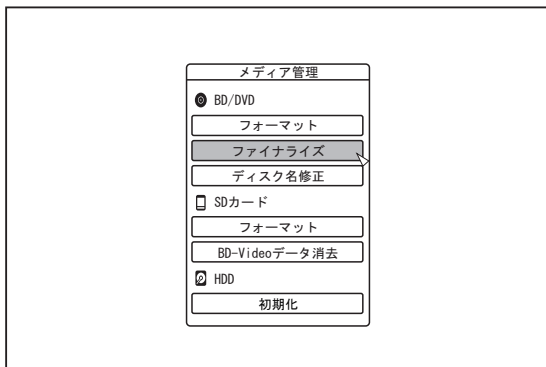 メディア管理
BD/DVD
フォーマット
ファイナライズ
ディスク名修正
SDカード
フォーマット
BD-Videoデータ消去
HDD
初期化